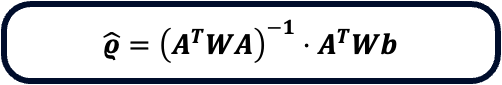 𝝔̂ = (𝑨ᵀ𝑾𝑨)⁻¹ · 𝑨ᵀ𝑾𝒃